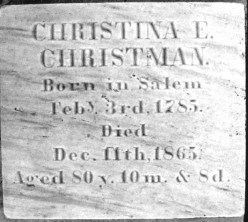 CHRISTINA E.
CHRISTMAN.
Born in Salem
Feby. 3rd, 1785.
Died
Dec. 11th, 1865.
Aged 80 y. 10 m. & 8 d.